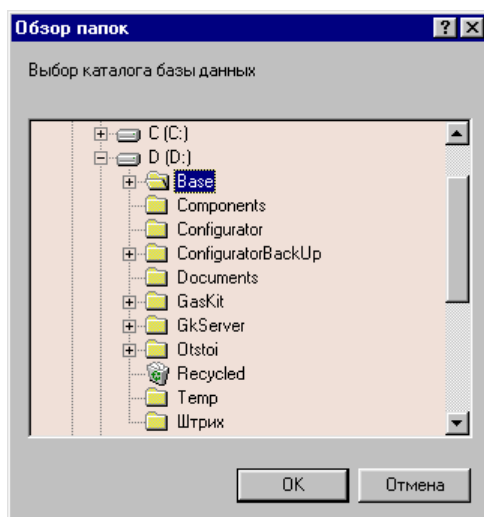 Обзор папок
Выбор каталога базы данных
C (C:)
D (D:)
Base
Components
Configurator
ConfiguratorBackUp
Documents
GasKit
GkServer
Otstoi
Recycled
Temp
Штрих
OK
Отмена